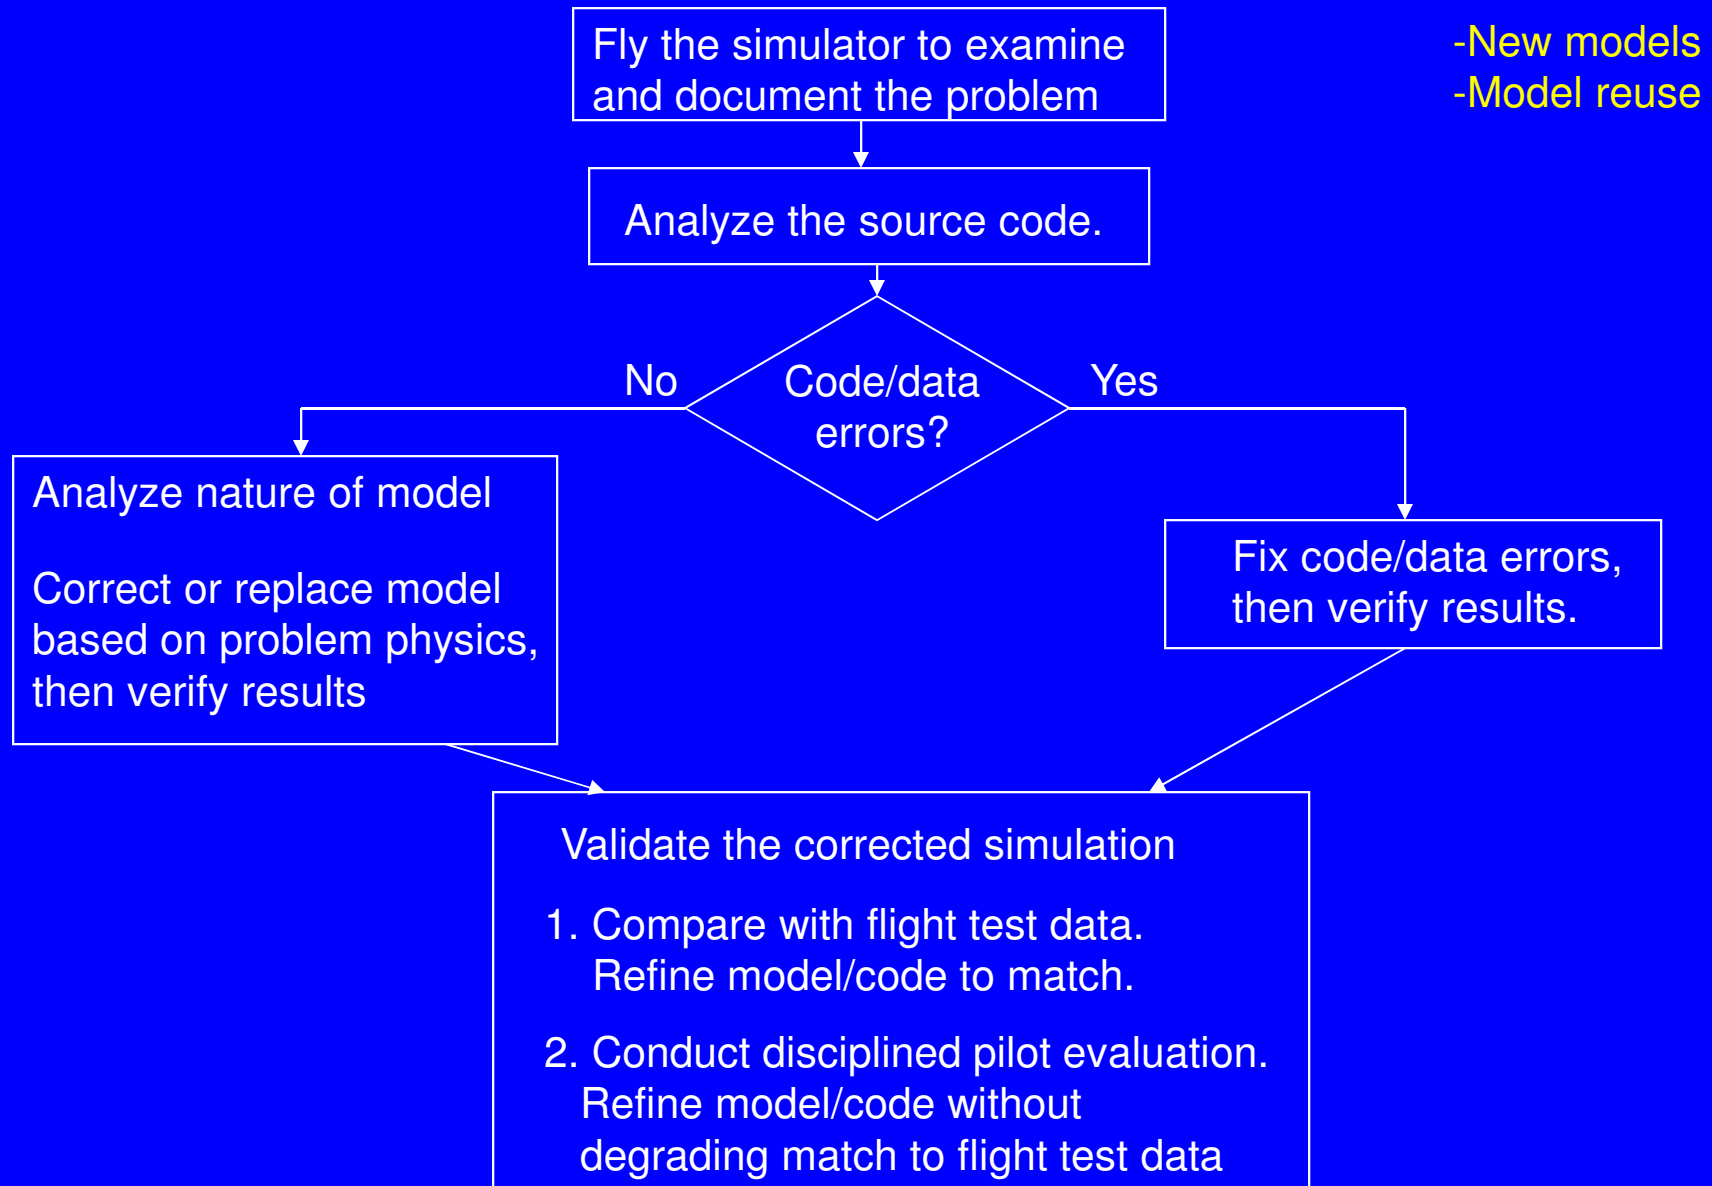 Fly the simulator to examine
and document the problem
-New models
-Model reuse
Analyze the source code.
No
Code/data
errors?
Yes
Analyze nature of model
Correct or replace model
based on problem physics,
then verify results
Fix code/data errors,
then verify results.
Validate the corrected simulation
1. Compare with flight test data.
Refine model/code to match.
2. Conduct disciplined pilot evaluation.
Refine model/code without
degrading match to flight test data